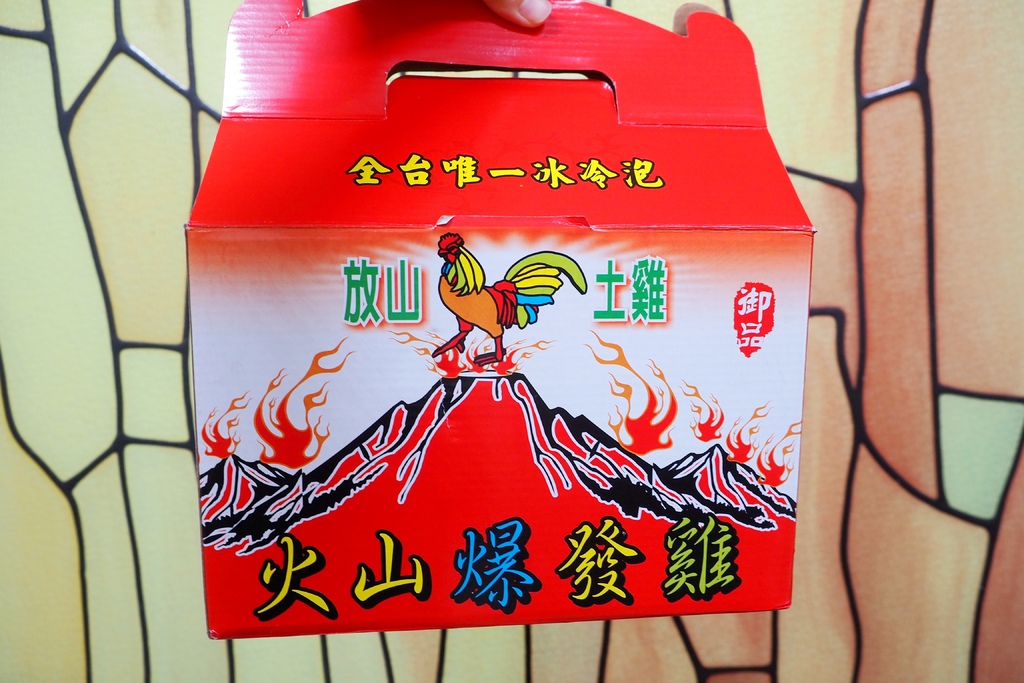 全台唯一冰冷泡
放山 土雞
御品
火山爆發雞